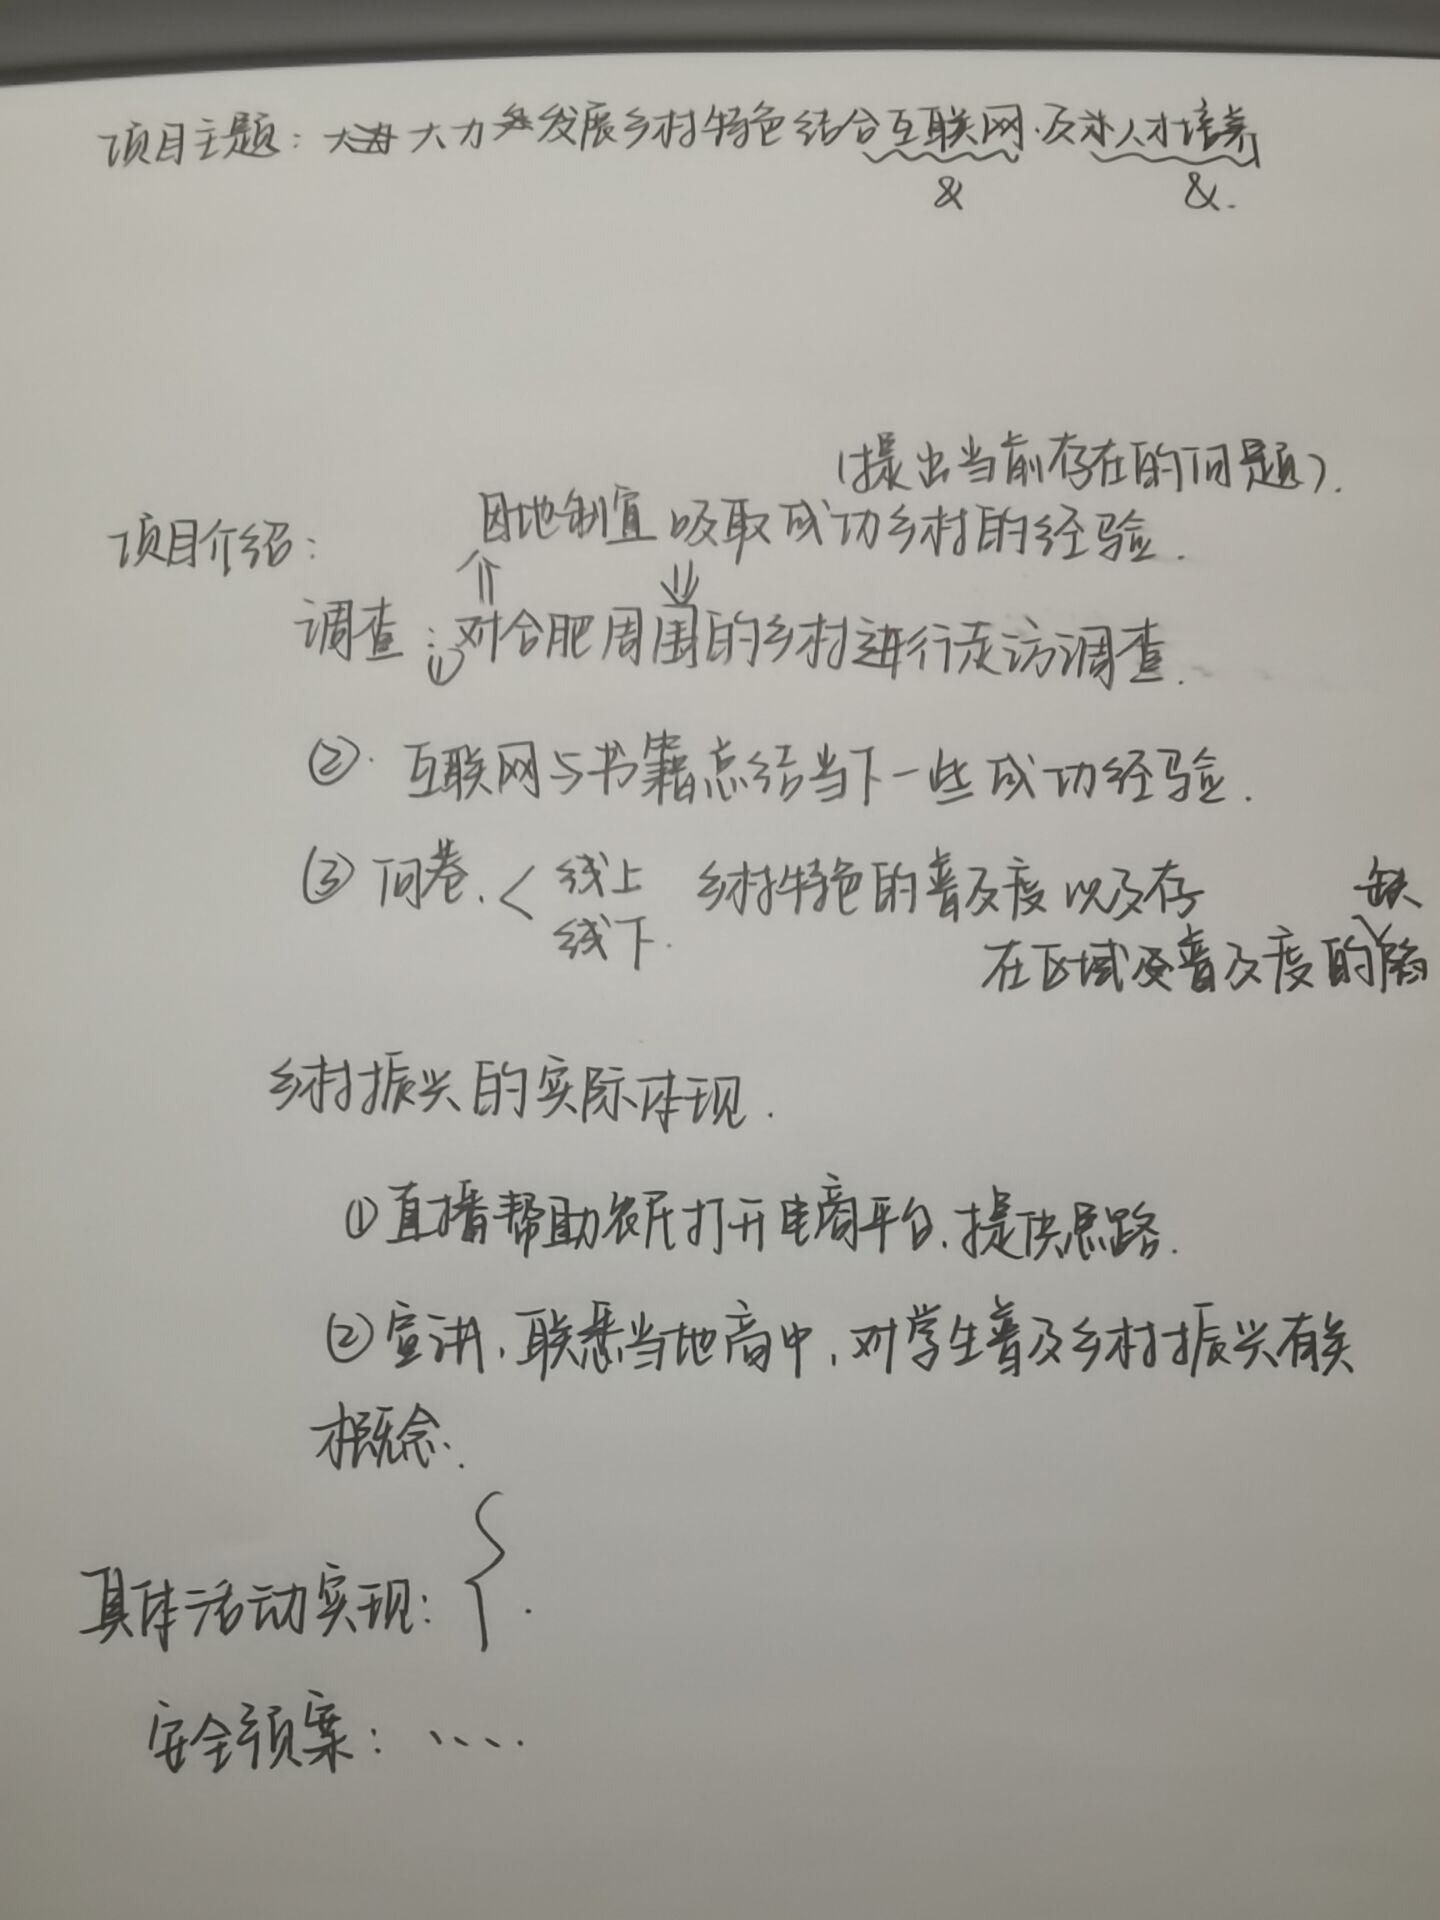 项目主题：大力发展乡村特色结合互联网.及人才培养
& &.
（提出当前存在的问题）.
因地制宜 吸取成功乡村的经验.
项目介绍：
调查：①对合肥周围的乡村进行走访调查.
②. 互联网与书籍总结当下一些成功经验.
③ 问卷.< 线上 乡村特色的普及度以及存
线下.
缺
在区域及普及度的陷
乡村振兴的实际体现.
①直播帮助农民打开电商平台,提供思路.
②宣讲,联系当地高中,对学生普及乡村振兴有关
概念.
具体活动实现：{ .
安全预案：....